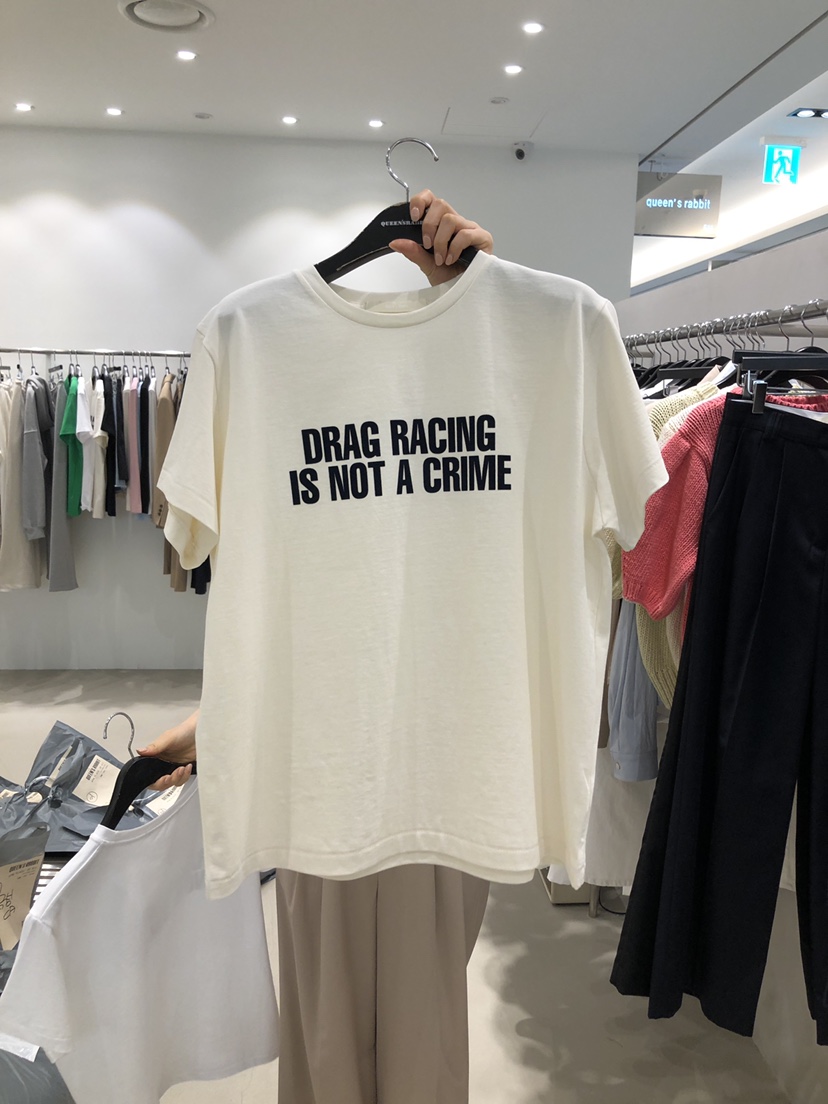 queen's rabbit
DRAG RACING
IS NOT A CRIME